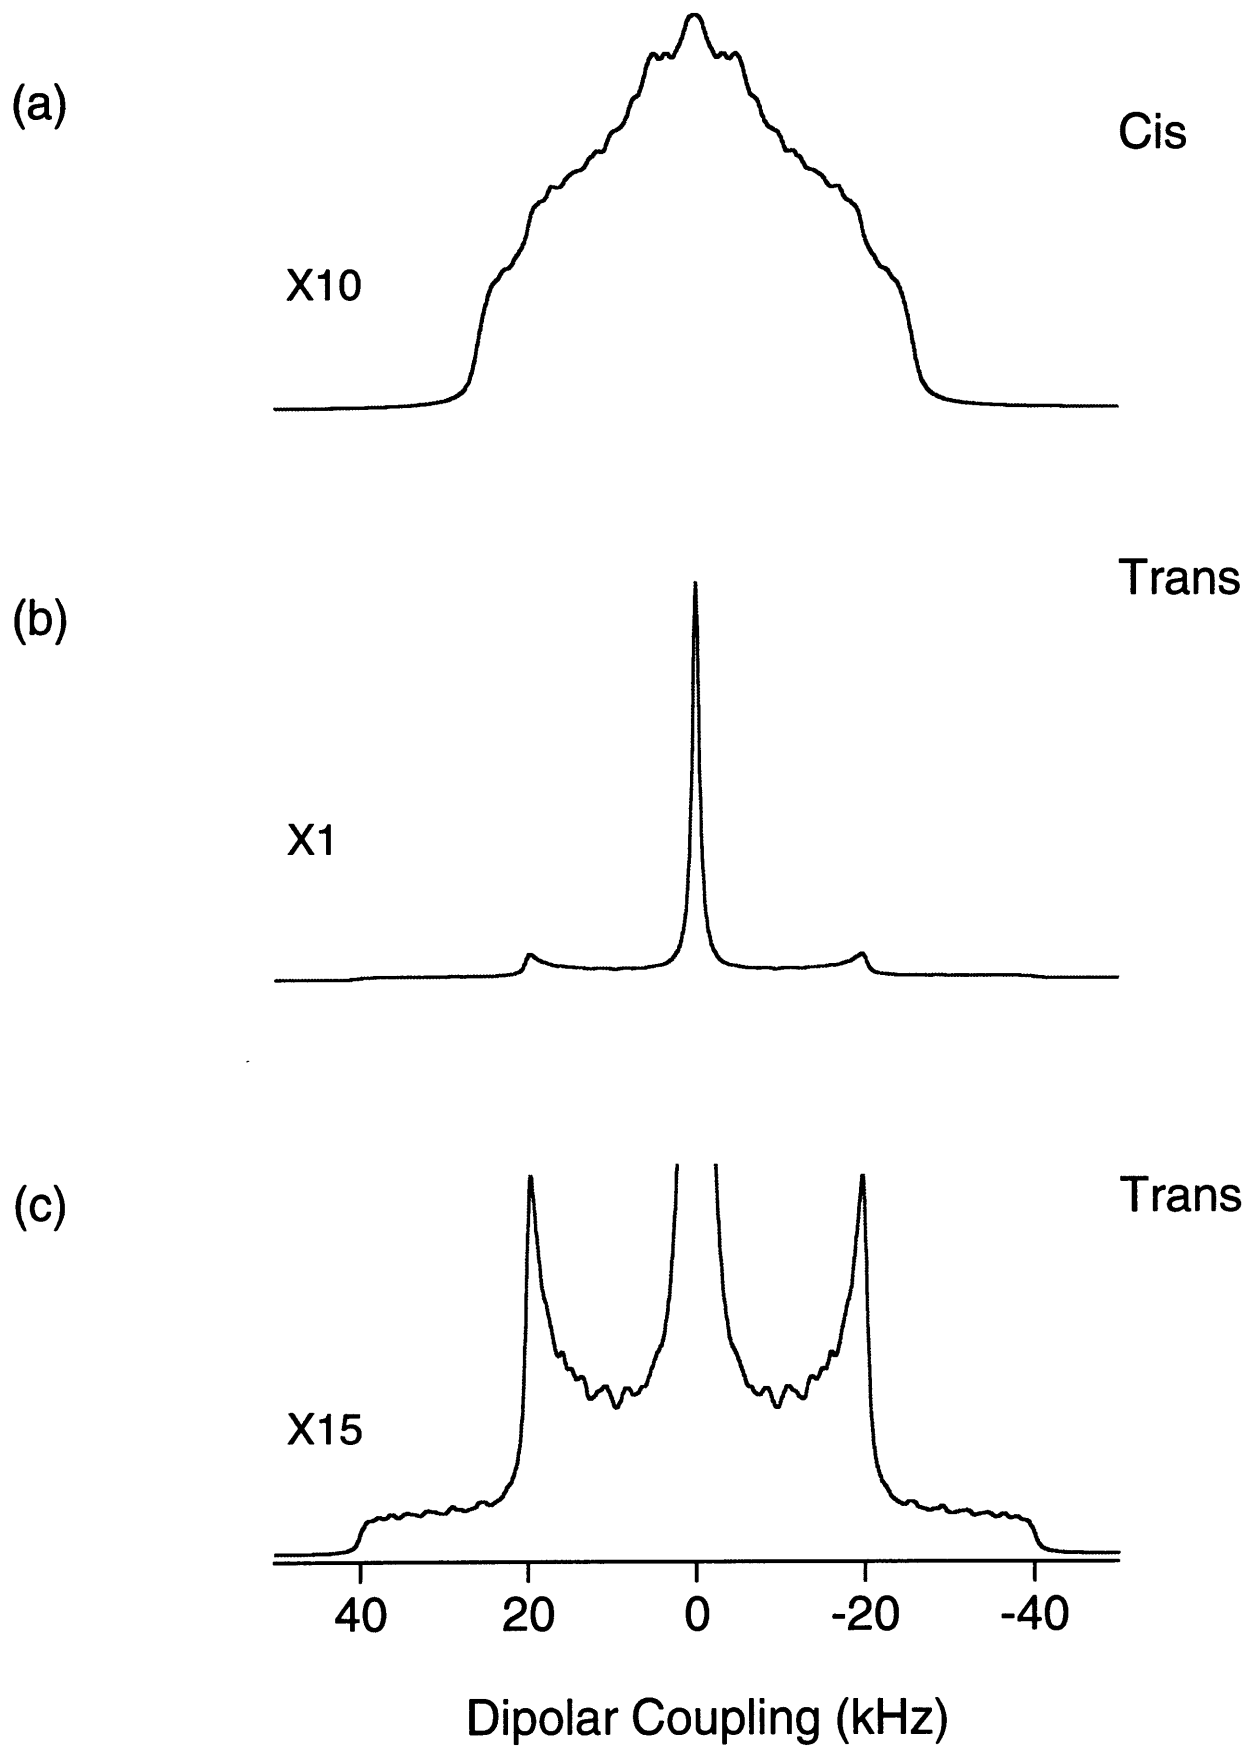 (a)
Cis
X10
Trans
(b)
X1
(c)
Trans
X15
40 20 0 -20 -40
Dipolar Coupling (kHz)